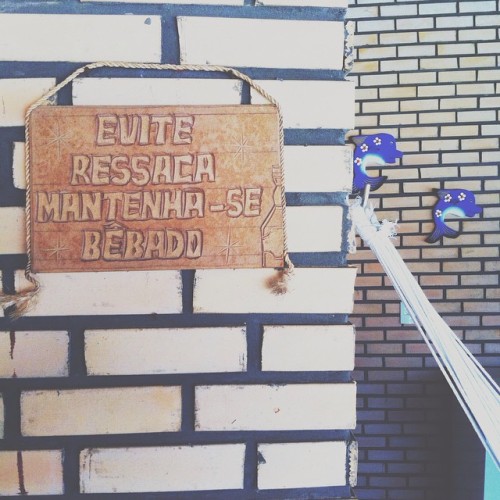 EVITE
RESSACA
MANTENHA-SE
BÊBADO